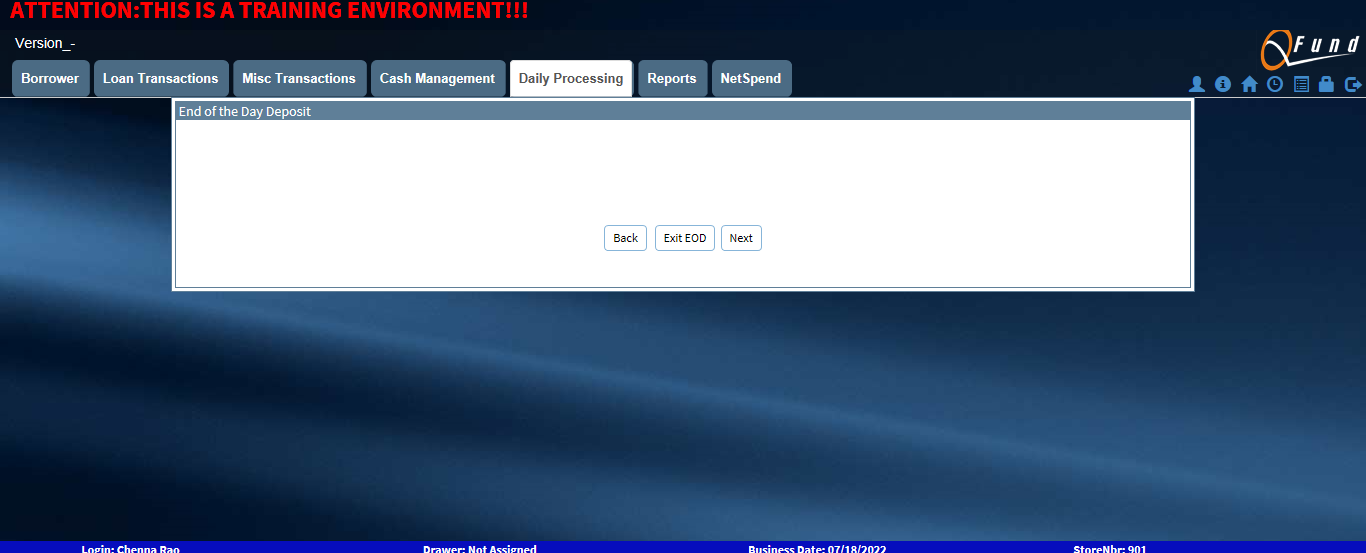 ATTENTION:THIS IS A TRAINING ENVIRONMENT!!!
Version_-
Fund
Borrower Loan Transactions Misc Transactions Cash Management Daily Processing Reports NetSpend
End of the Day Deposit
Back Exit EOD Next
Login: Chenna Rao Drawer: Not Assigned Business Date: 07/18/2022 StoreNbr: 901